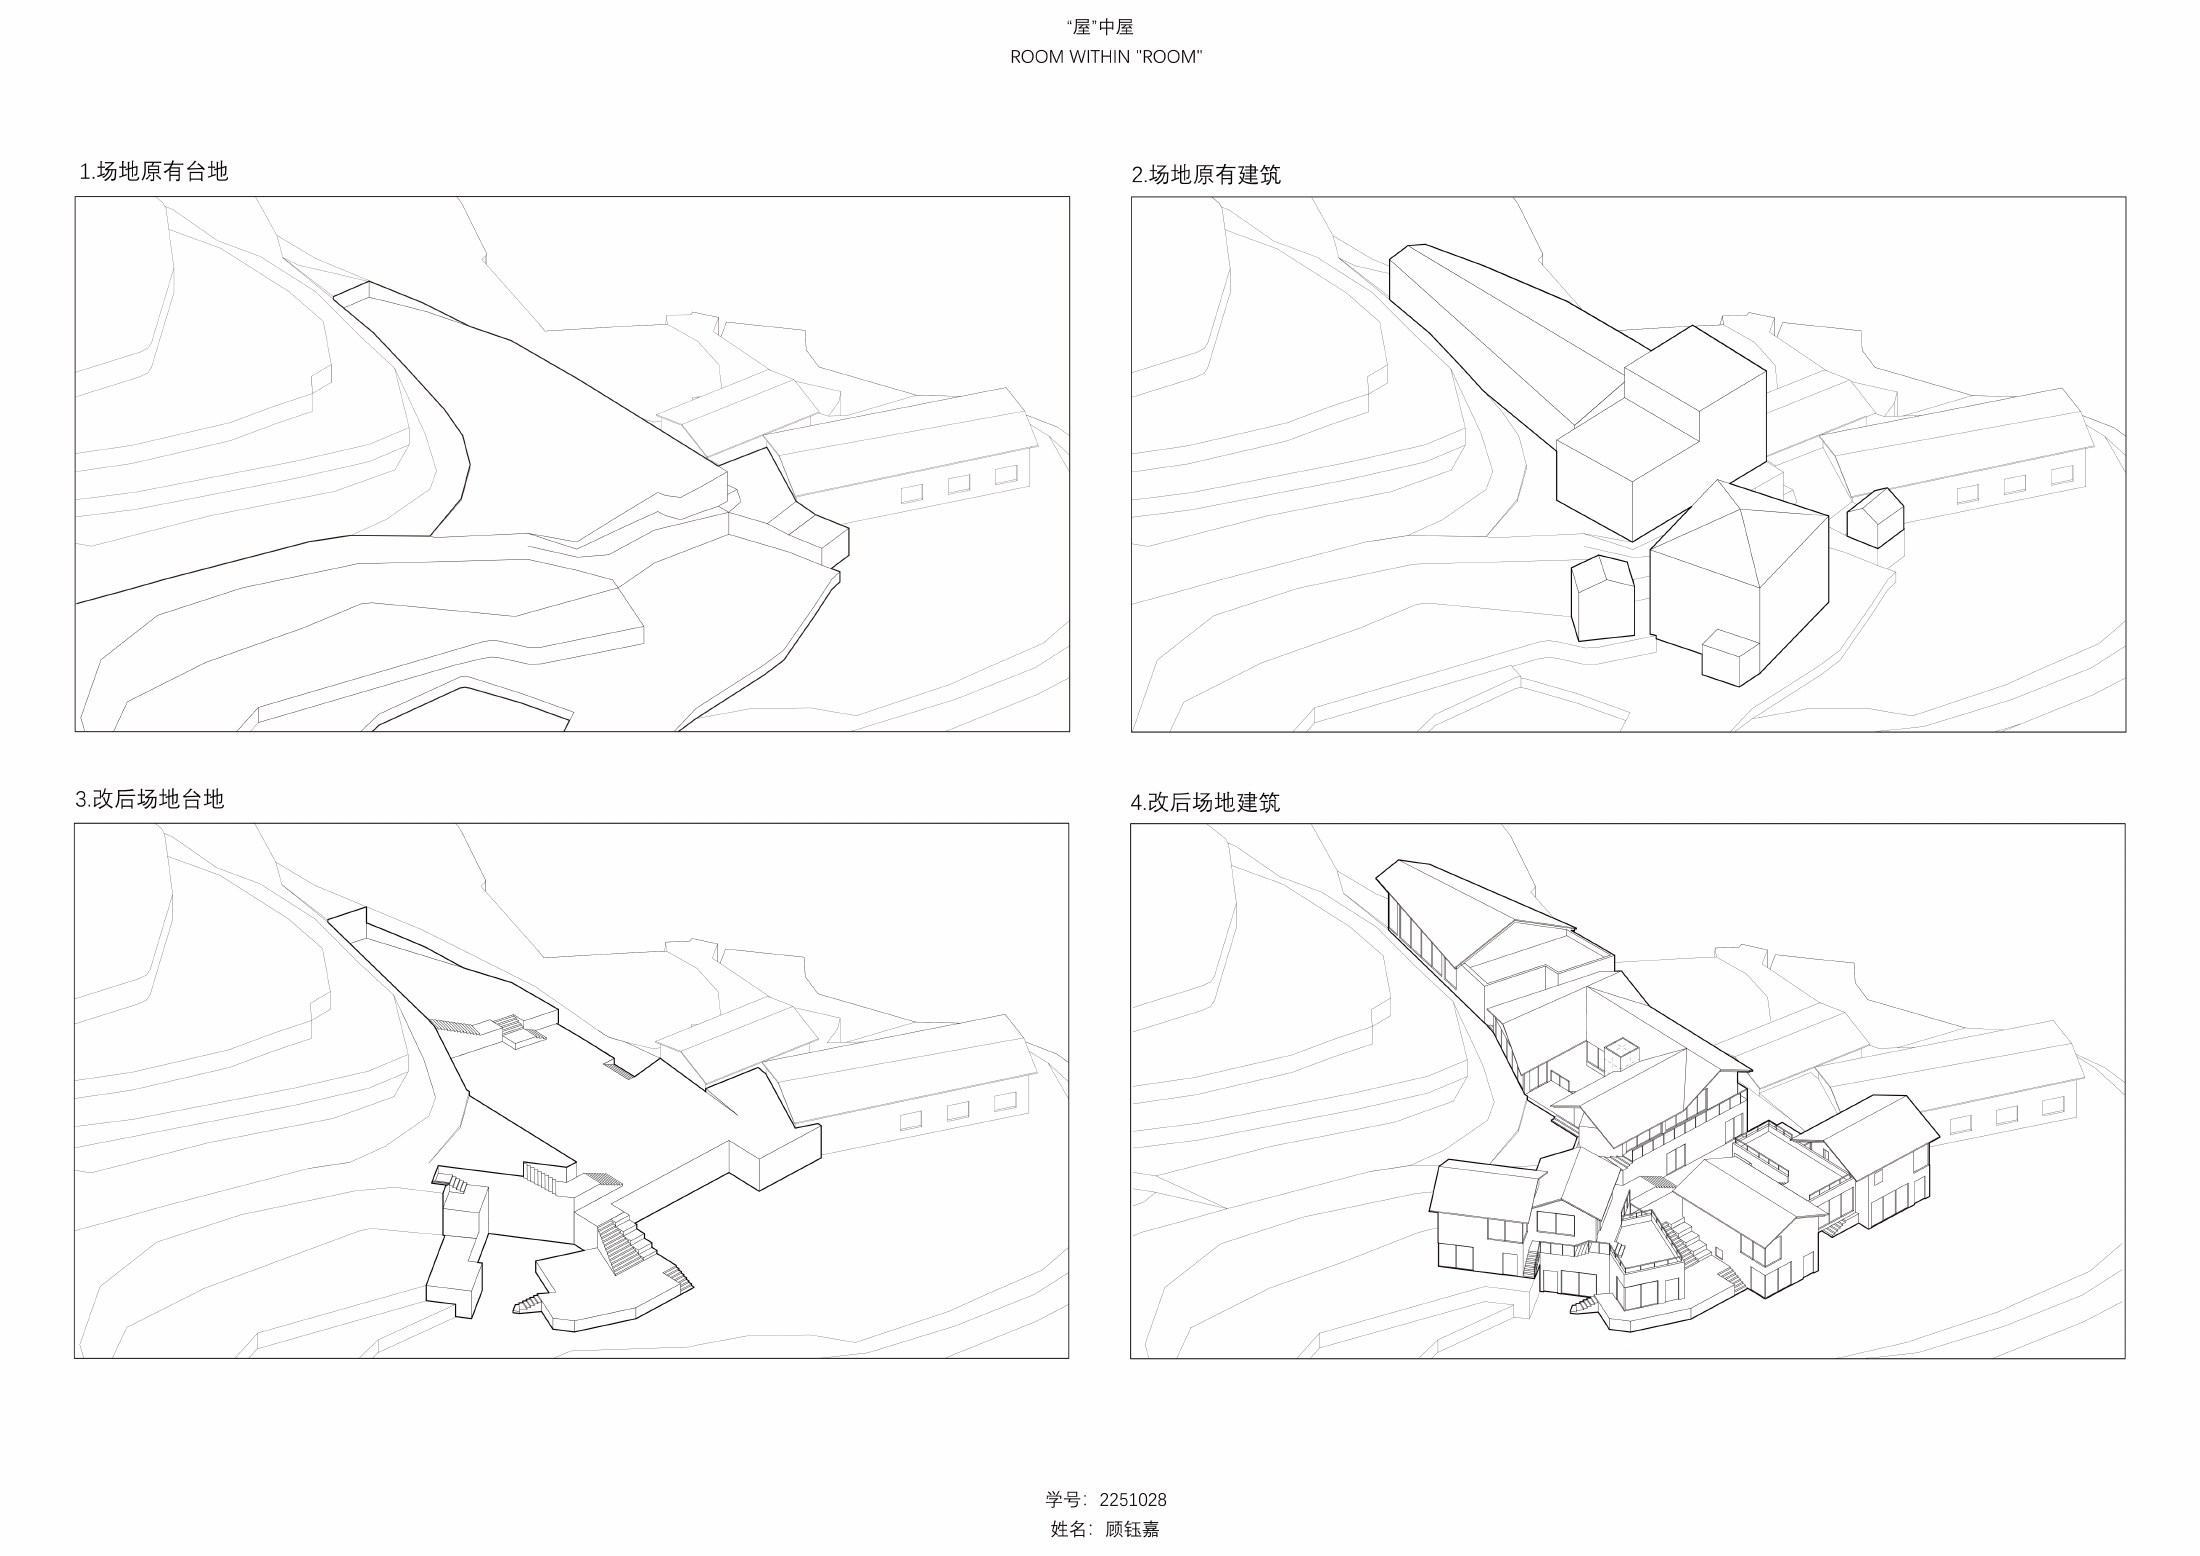 “屋”中屋
ROOM WITHIN "ROOM"
1.场地原有台地
2.场地原有建筑
3.改后场地台地
4.改后场地建筑
学号：2251028
姓名：顾钰嘉